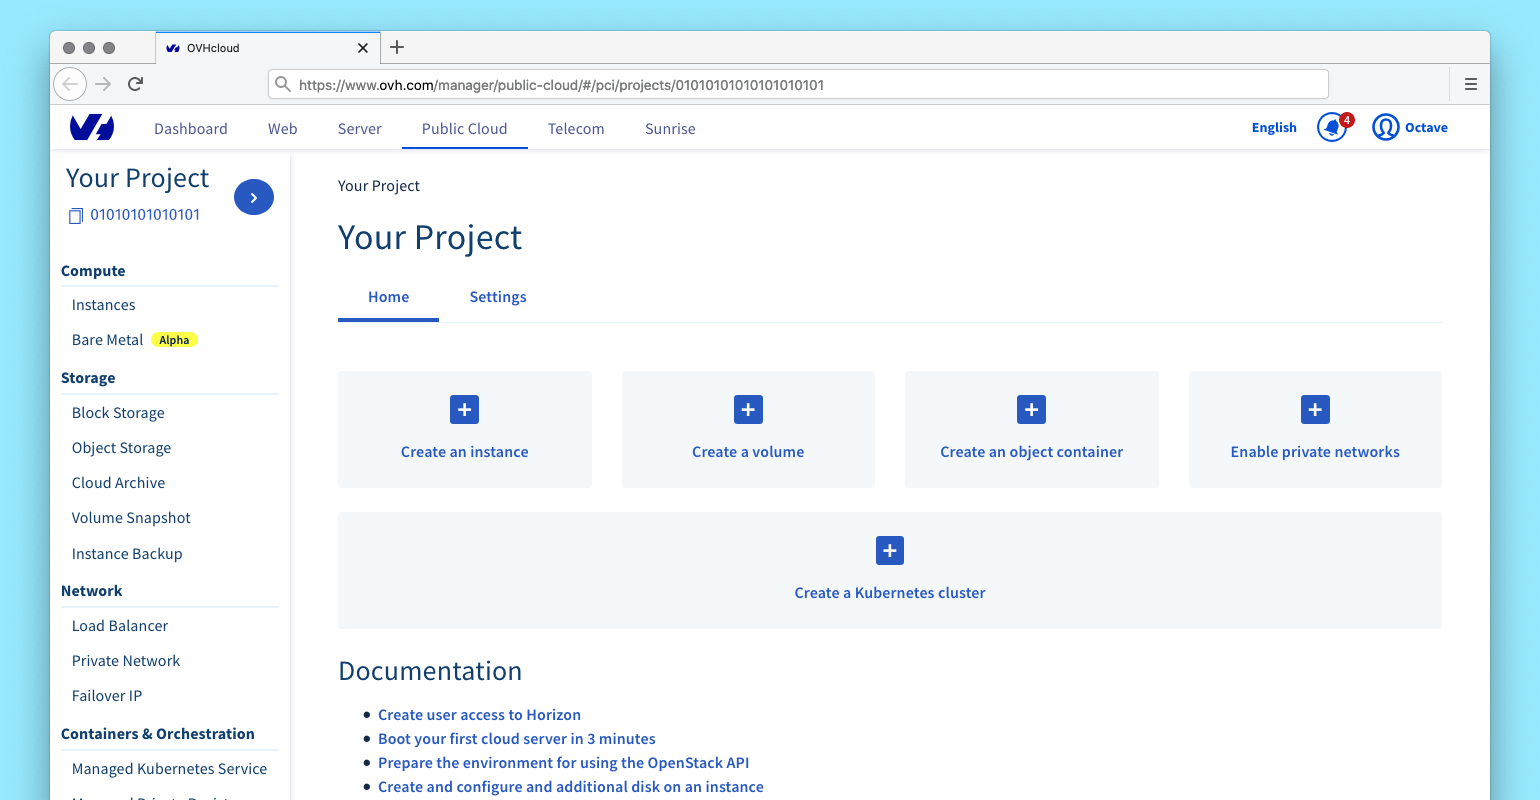 OVHcloud
https://www.ovh.com/manager/public-cloud/#/pci/projects/01010101010101010101
Dashboard Web Server Public Cloud Telecom Sunrise English 4 Octave
Your Project
01010101010101
Compute
Instances
Bare Metal Alpha
Storage
Block Storage
Object Storage
Cloud Archive
Volume Snapshot
Instance Backup
Network
Load Balancer
Private Network
Failover IP
Containers & Orchestration
Managed Kubernetes Service
Your Project
Your Project
Home Settings
Create an instance Create a volume Create an object container Enable private networks
Create a Kubernetes cluster
Documentation
• Create user access to Horizon
• Boot your first cloud server in 3 minutes
• Prepare the environment for using the OpenStack API
• Create and configure and additional disk on an instance